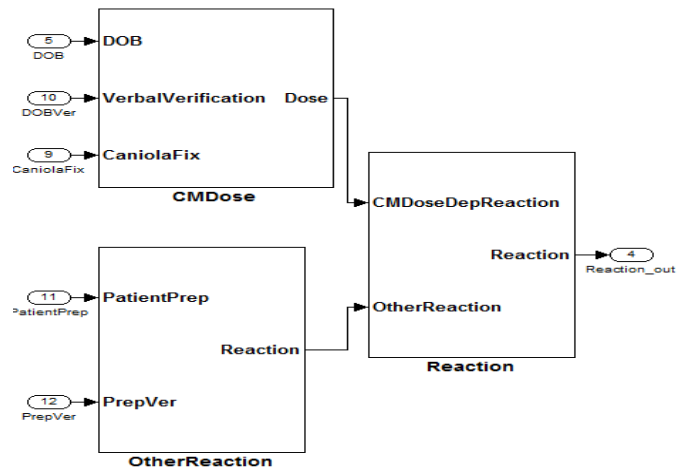 5
DOB
DOB
10
DOBVer
VerbalVerification
Dose
9
CaniolaFix
CaniolaFix
CMDose
CMDoseDepReaction
Reaction
4
Reaction_out
OtherReaction
Reaction
11
PatientPrep
PatientPrep
Reaction
12
PrepVer
PrepVer
OtherReaction